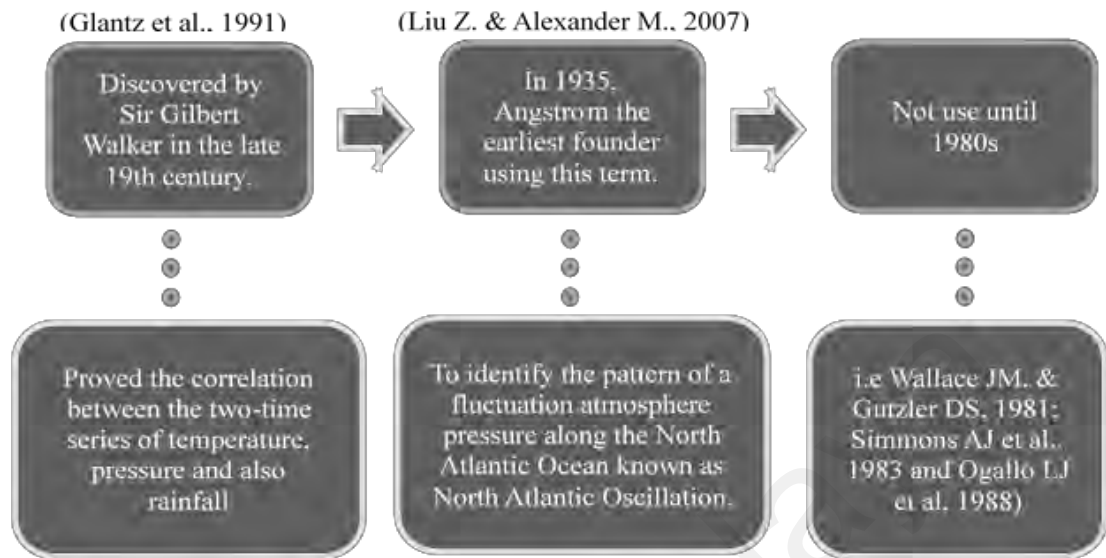 (Glantz et al., 1991)
(Liu Z. & Alexander M., 2007)
Discovered by
Sir Gilbert
Walker in the late
19th century.
In 1935,
Angstrom the
earliest founder
using this term.
Not use until
1980s
Proved the correlation
between the two-time
series of temperature,
pressure and also
rainfall
To identify the pattern of a
fluctuation atmosphere
pressure along the North
Atlantic Ocean known as
North Atlantic Oscillation.
i.e Wallace JM. &
Gutzler DS, 1981;
Simmons AJ et al.,
1983 and Ogallo LJ
et al. 1988)